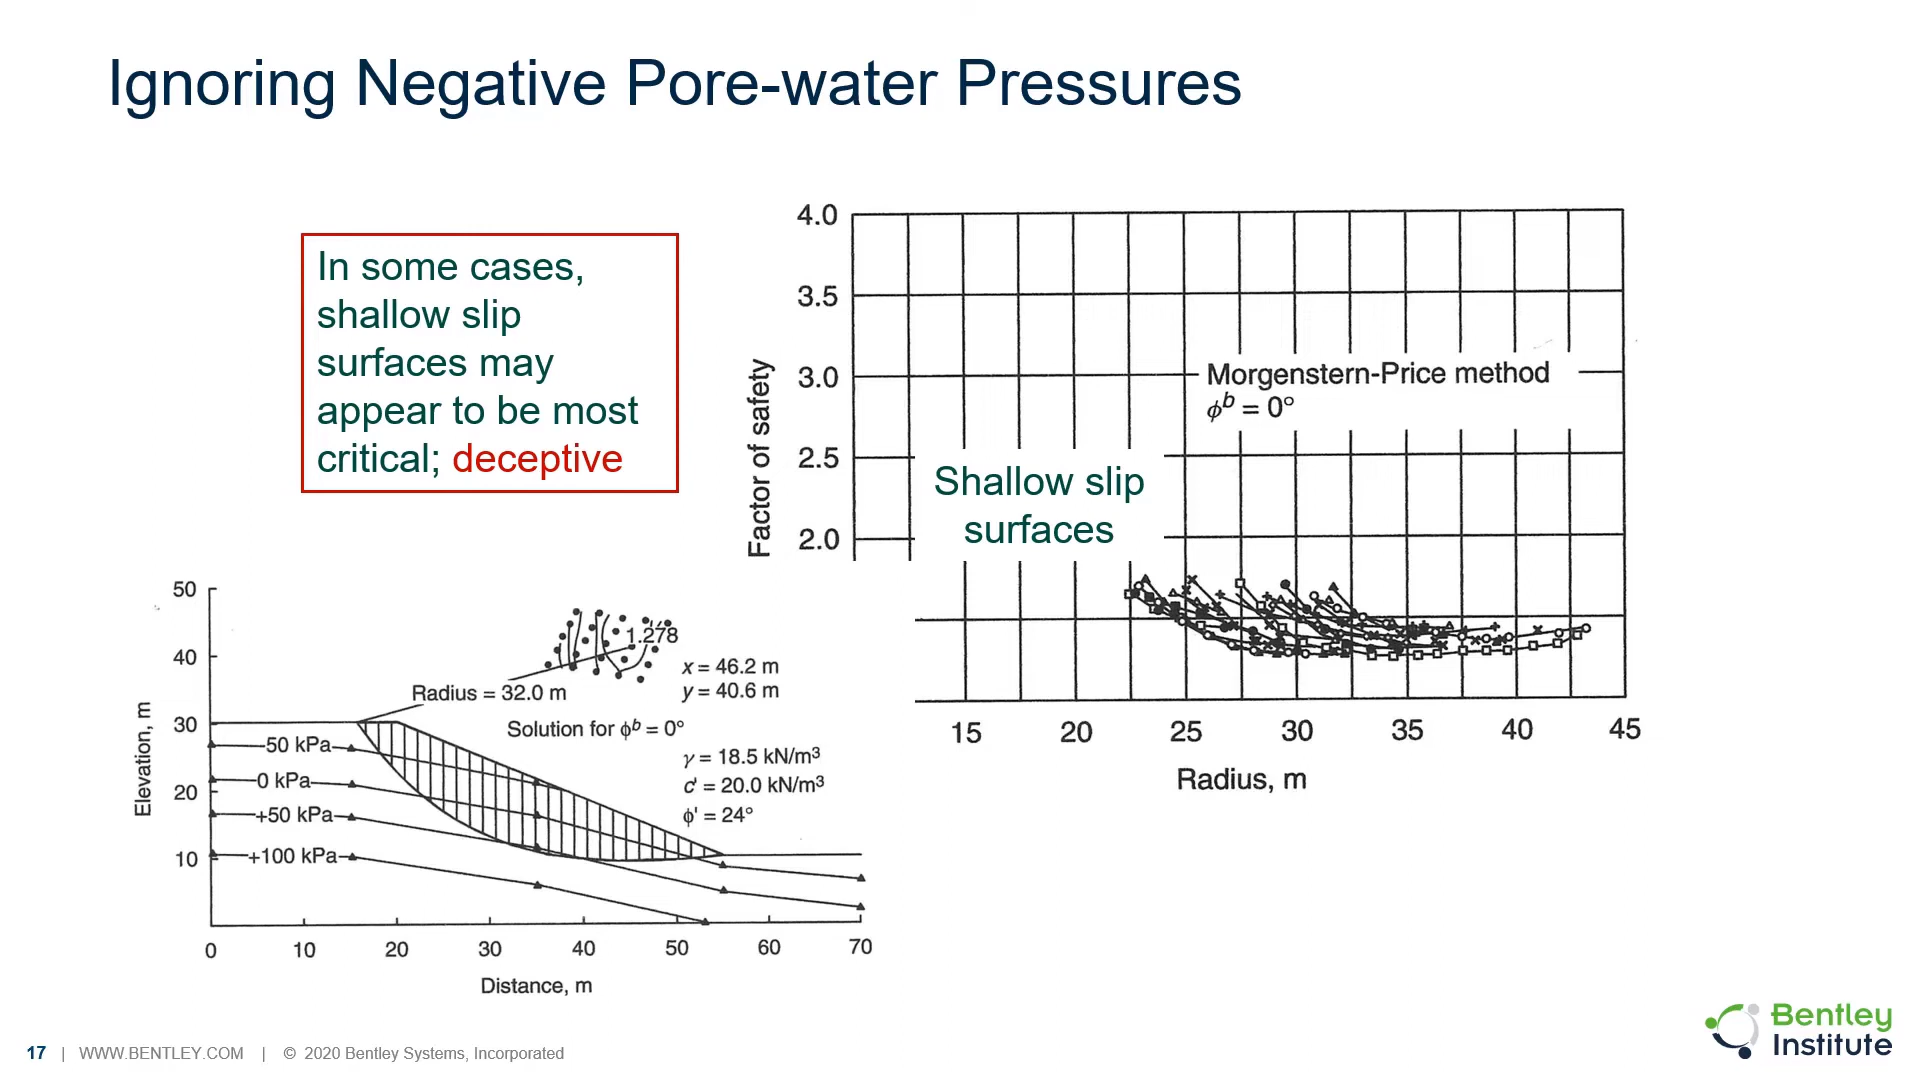 Ignoring Negative Pore-water Pressures
In some cases,
shallow slip
surfaces may
appear to be most
critical; deceptive
4.0
3.5
3.0
2.5
2.0
Factor of safety
Morgenstern-Price method
ϕᵇ = 0°
Shallow slip
surfaces
15 20 25 30 35 40 45
Radius, m
50
40
30
20
10
Elevation, m
1.278
x = 46.2 m
y = 40.6 m
Radius = 32.0 m
Solution for ϕᵇ = 0°
γ = 18.5 kN/m³
c' = 20.0 kN/m³
ϕ' = 24°
-50 kPa
0 kPa
+50 kPa
+100 kPa
0 10 20 30 40 50 60 70
Distance, m
17 | WWW.BENTLEY.COM | © 2020 Bentley Systems, Incorporated
Bentley
Institute